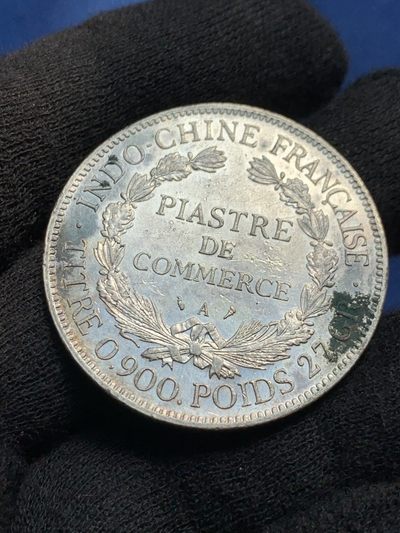 INDO-CHINE FRANÇAISE
PIASTRE
DE
COMMERCE
A
TITRE 0,900. POIDS 27